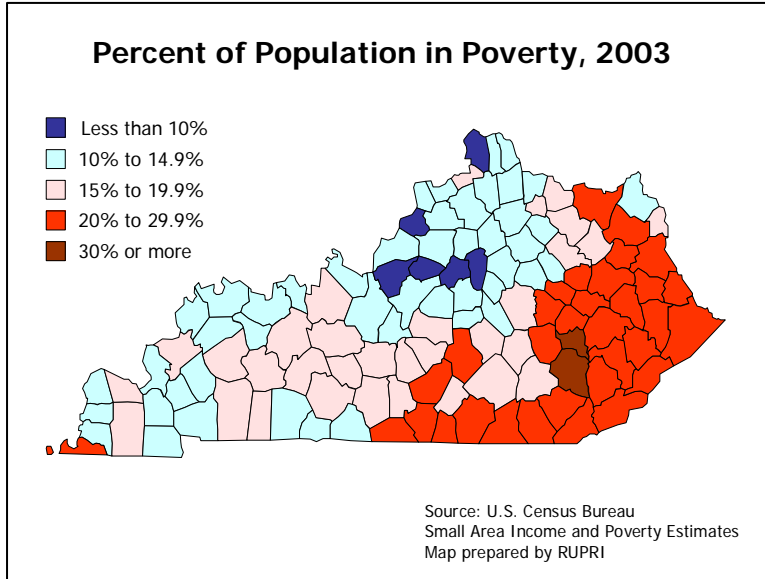 Percent of Population in Poverty, 2003
Less than 10%
10% to 14.9%
15% to 19.9%
20% to 29.9%
30% or more
Source: U.S. Census Bureau
Small Area Income and Poverty Estimates
Map prepared by RUPRI